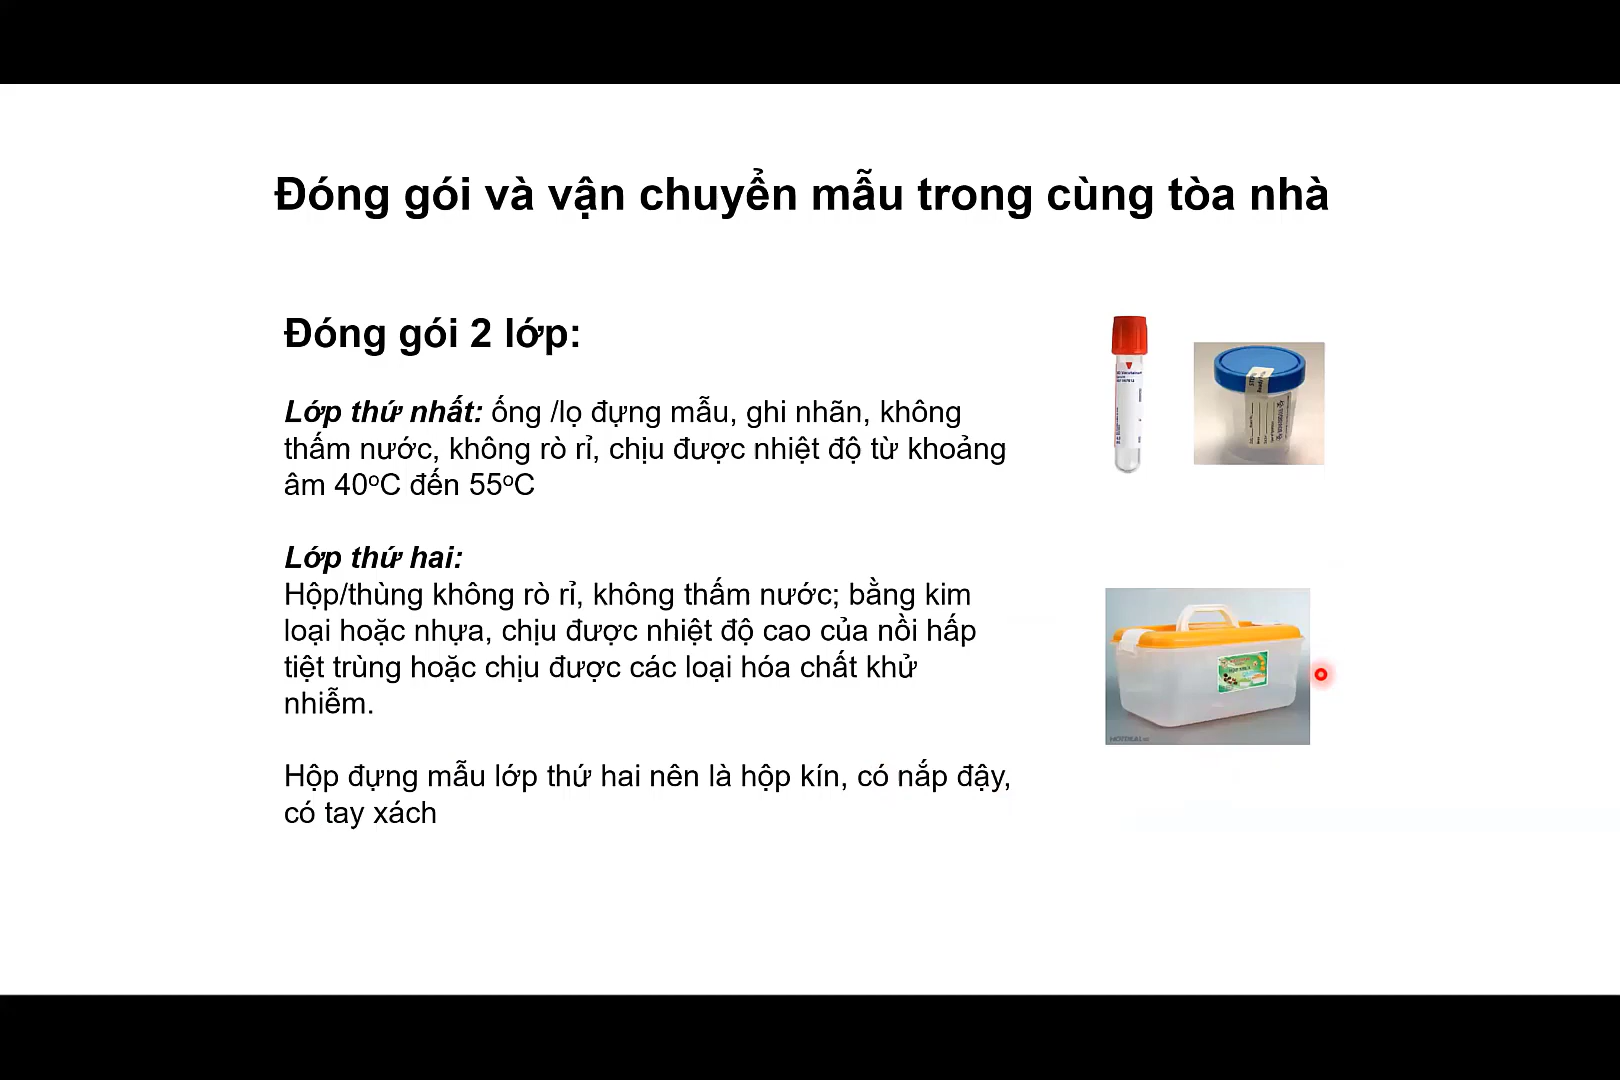 Đóng gói và vận chuyển mẫu trong cùng tòa nhà
Đóng gói 2 lớp:
Lớp thứ nhất: ống /lọ đựng mẫu, ghi nhãn, không
thấm nước, không rò rỉ, chịu được nhiệt độ từ khoảng
âm 40ºC đến 55ºC
Lớp thứ hai:
Hộp/thùng không rò rỉ, không thấm nước; bằng kim
loại hoặc nhựa, chịu được nhiệt độ cao của nồi hấp
tiệt trùng hoặc chịu được các loại hóa chất khử
nhiễm.
Hộp đựng mẫu lớp thứ hai nên là hộp kín, có nắp đậy,
có tay xách